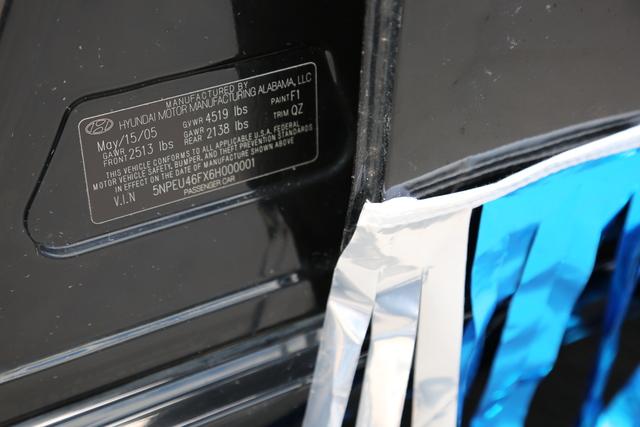 MANUFACTURED BY
HYUNDAI MOTOR MANUFACTURING ALABAMA, LLC
May/15/05 GVWR 4519 lbs PAINT F1
GAWR FRONT 2513 lbs GAWR REAR 2138 lbs TRIM QZ
THIS VEHICLE CONFORMS TO ALL APPLICABLE U.S.A. FEDERAL
MOTOR VEHICLE SAFETY, BUMPER, AND THEFT PREVENTION STANDARDS
IN EFFECT ON THE DATE OF MANUFACTURE SHOWN ABOVE
V.I.N 5NPEU46FX6H000001
PASSENGER CAR